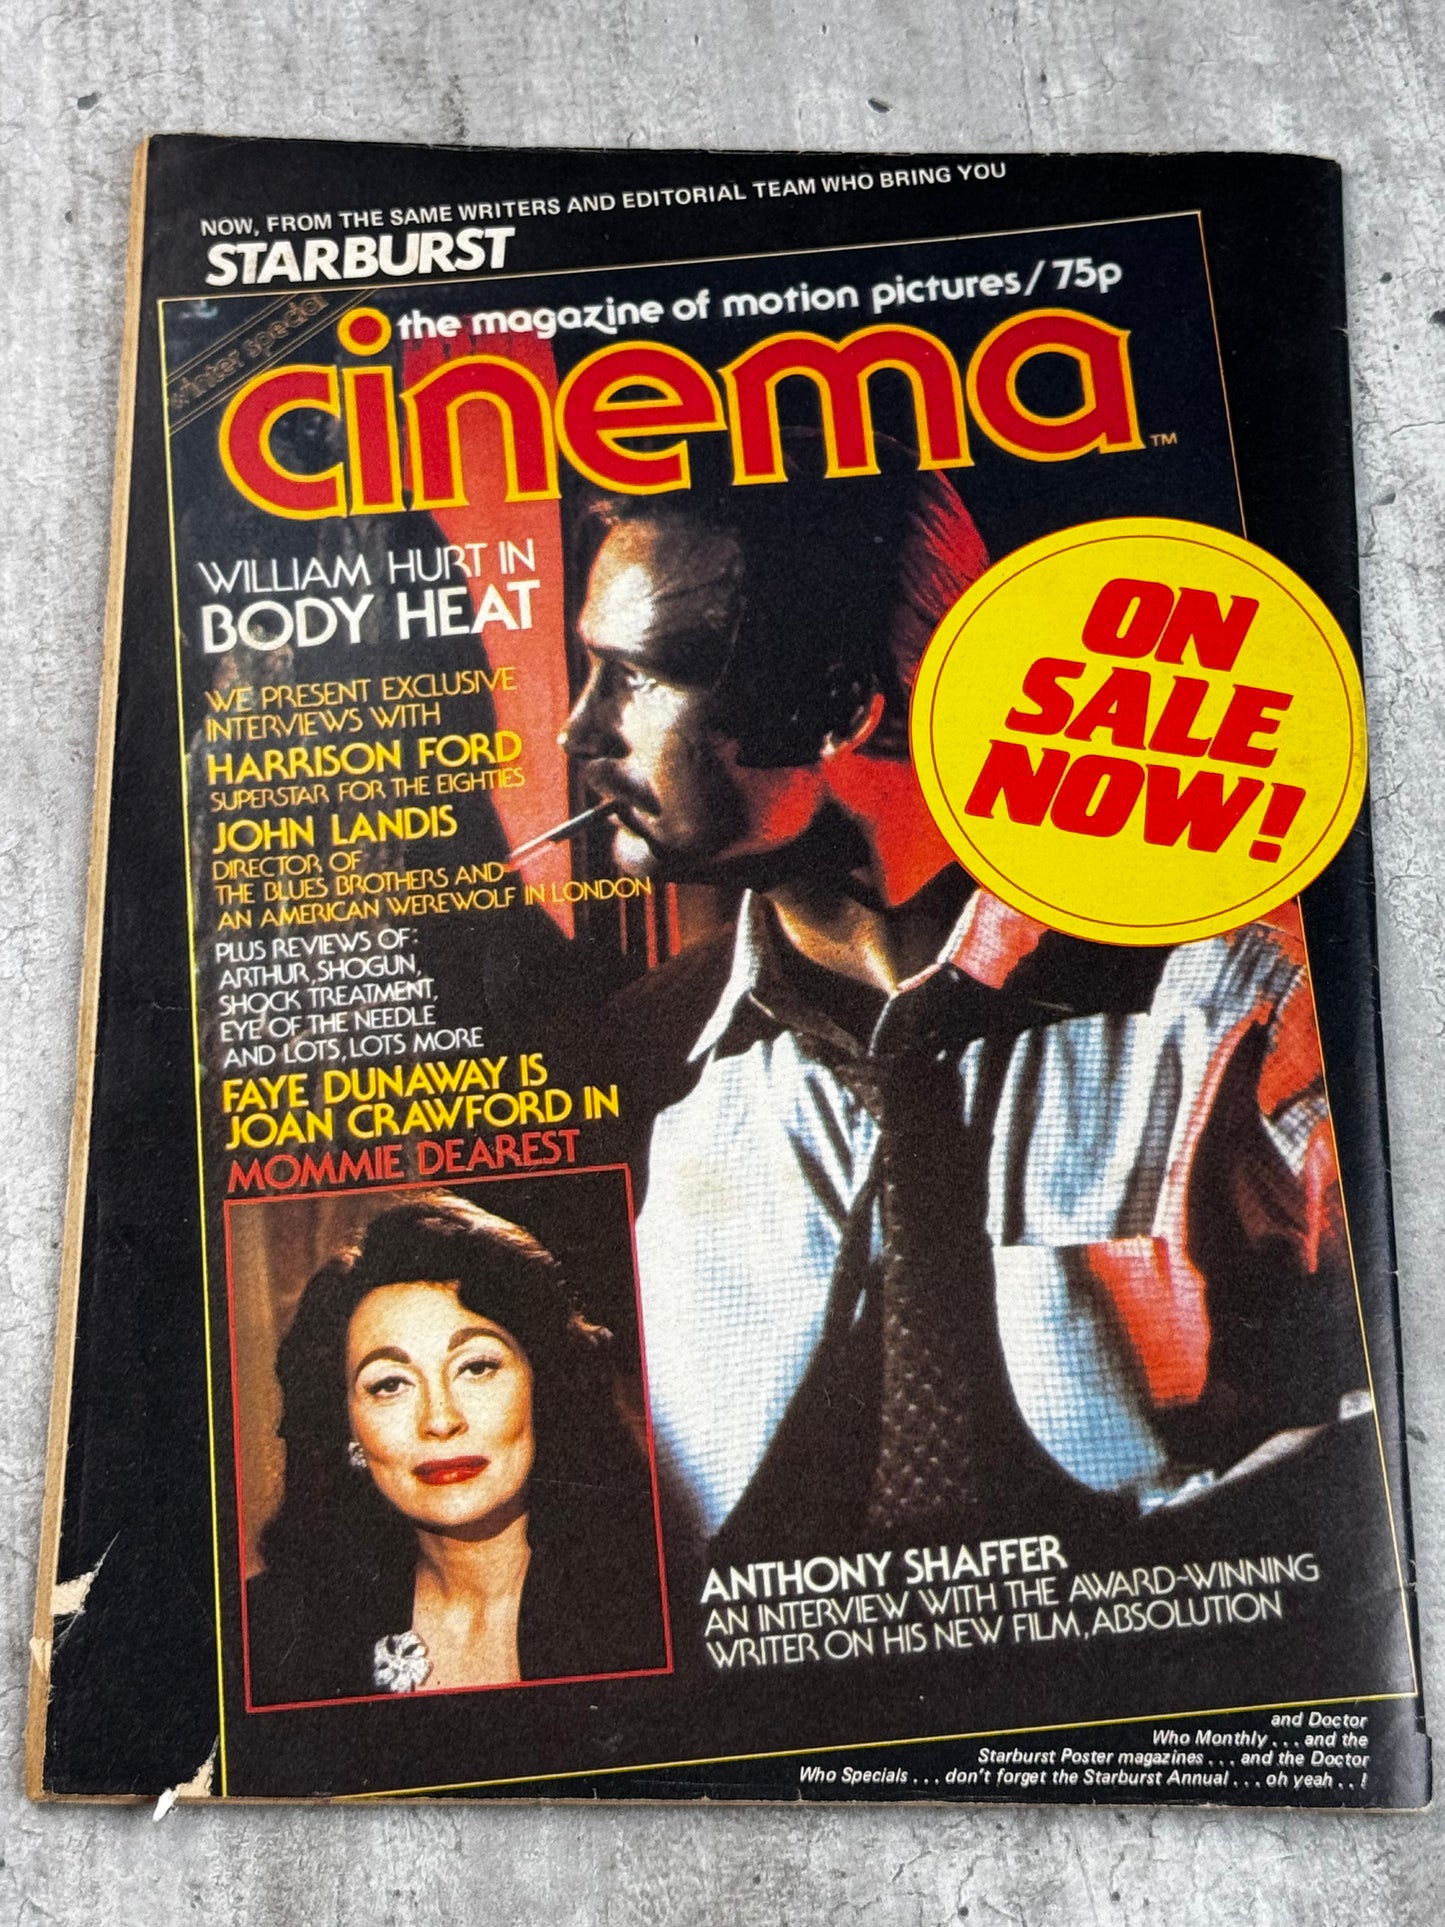 NOW, FROM THE SAME WRITERS AND EDITORIAL TEAM WHO BRING YOU
STARBURST
winter special
the magazine of motion pictures/75p
cinema TM
WILLIAM HURT IN
BODY HEAT
WE PRESENT EXCLUSIVE
INTERVIEWS WITH
HARRISON FORD
SUPERSTAR FOR THE EIGHTIES
JOHN LANDIS
DIRECTOR OF
THE BLUES BROTHERS AND
AN AMERICAN WEREWOLF IN LONDON
PLUS REVIEWS OF:
ARTHUR, SHOGUN,
SHOCK TREATMENT,
EYE OF THE NEEDLE
AND LOTS, LOTS MORE
FAYE DUNAWAY IS
JOAN CRAWFORD IN
MOMMIE DEAREST
ON
SALE
NOW!
ANTHONY SHAFFER
AN INTERVIEW WITH THE AWARD-WINNING
WRITER ON HIS NEW FILM, ABSOLUTION
and Doctor
Who Monthly . . . and the
Starburst Poster magazines . . . and the Doctor
Who Specials . . . don't forget the Starburst Annual . . . oh yeah . . !